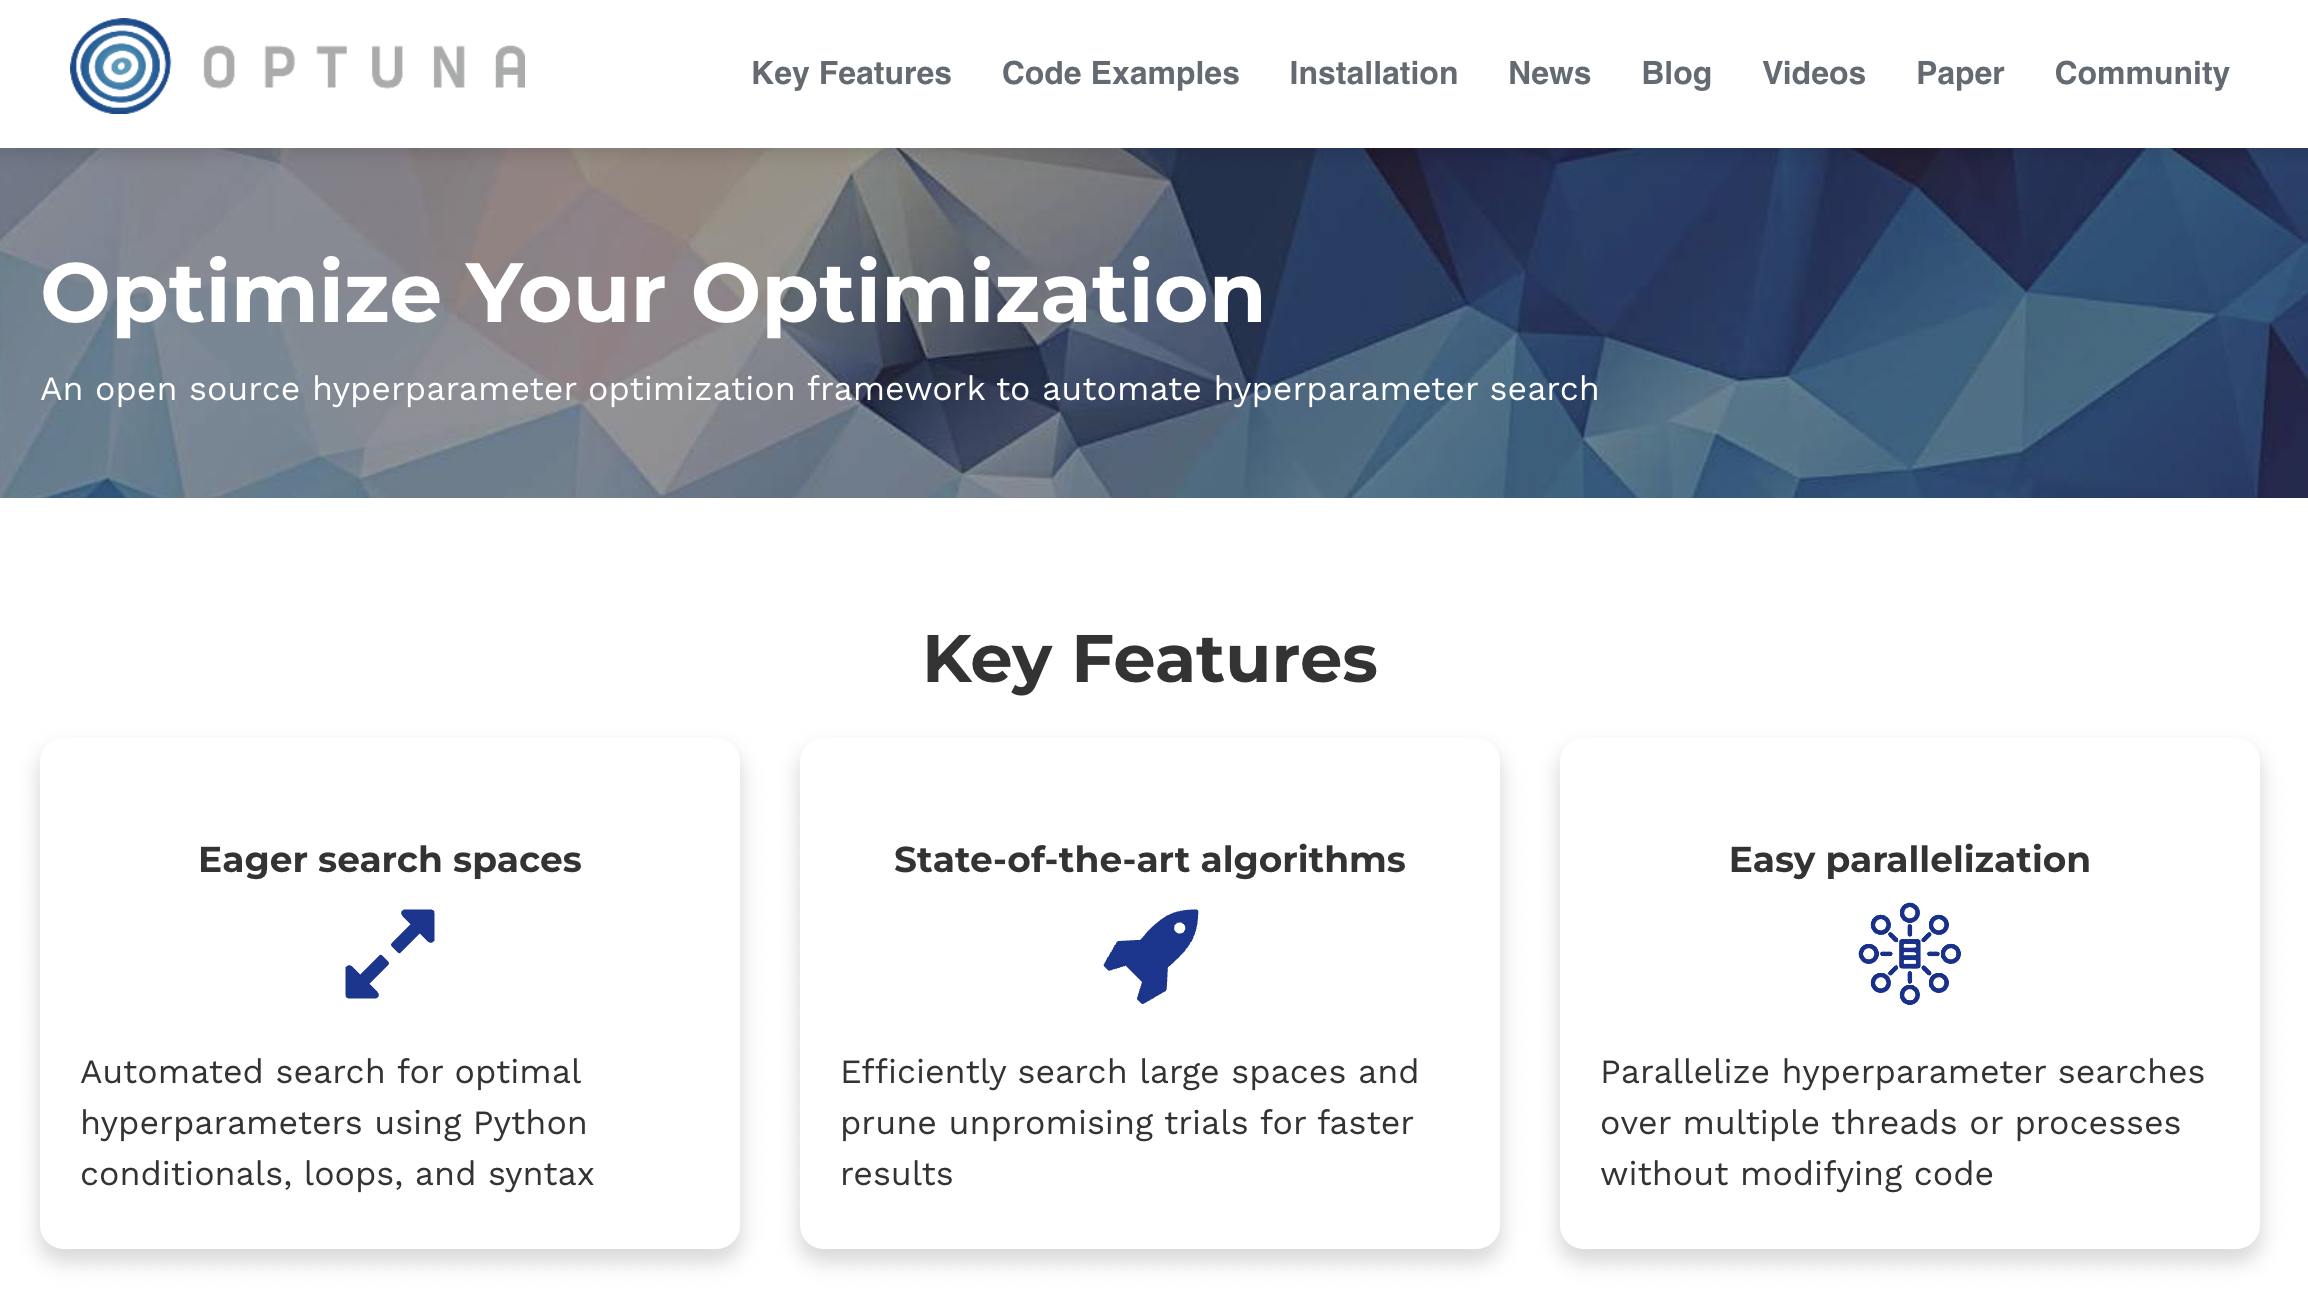 OPTUNA
Key Features Code Examples Installation News Blog Videos Paper Community
Optimize Your Optimization
An open source hyperparameter optimization framework to automate hyperparameter search
Key Features
Eager search spaces
Automated search for optimal
hyperparameters using Python
conditionals, loops, and syntax
State-of-the-art algorithms
Efficiently search large spaces and
prune unpromising trials for faster
results
Easy parallelization
Parallelize hyperparameter searches
over multiple threads or processes
without modifying code